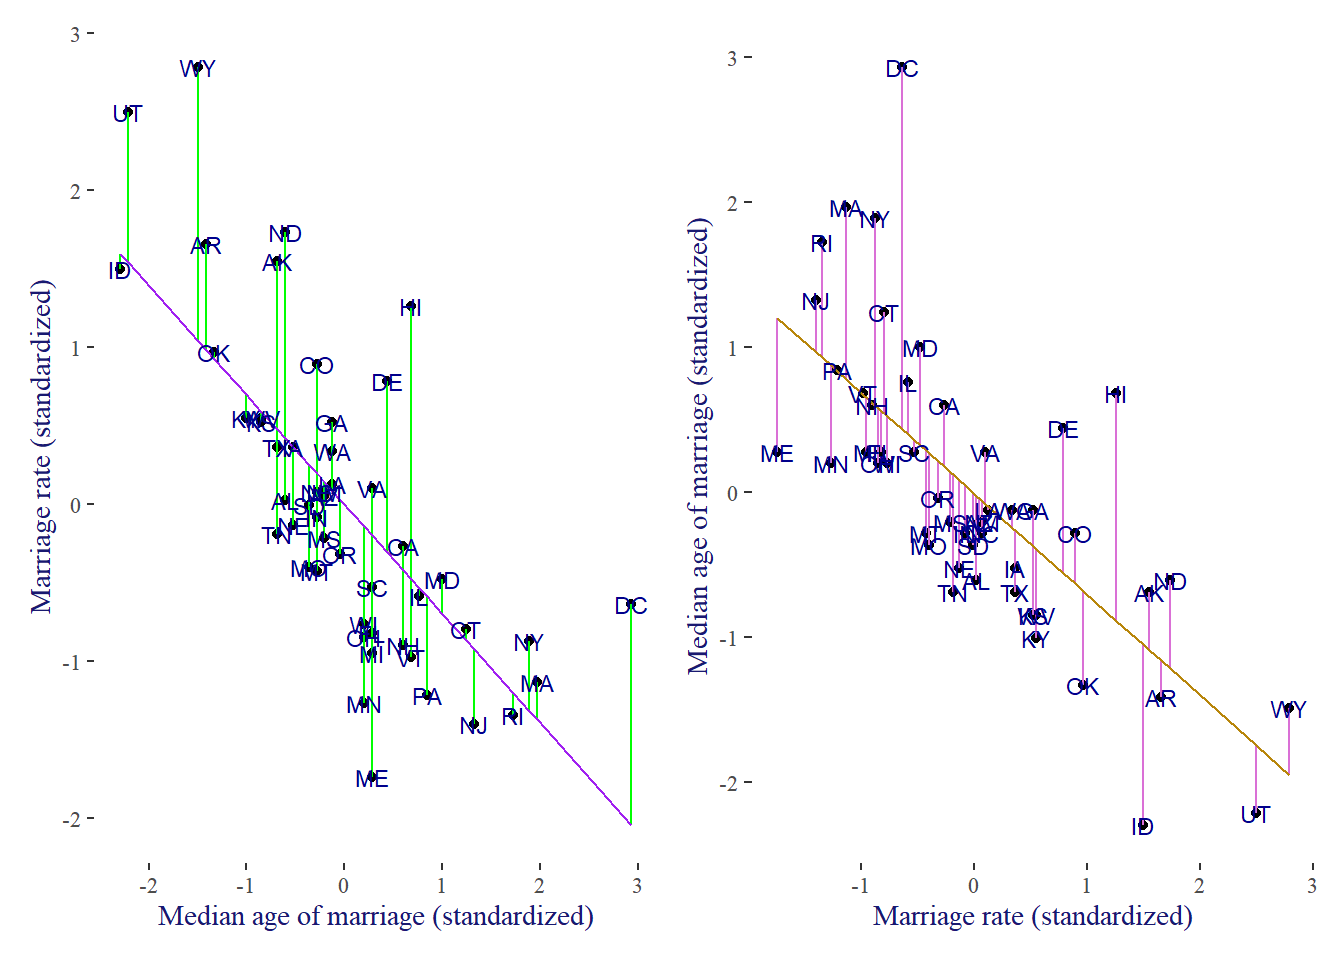 3
2
1
0
-1
-2
Marriage rate (standardized)
WY
UT
AR
ND
AK
ID
HI
OK
CO
DE
GA
TX
WA
VA
AL
NE
TN
MS
OR
CA
SC
MD
IL
DC
CT
NH
VT
MI
NY
MA
MN
PA
RI
NJ
ME
-2
-1
0
1
2
3
Median age of marriage (standardized)
3
2
1
0
-1
-2
Median age of marriage (standardized)
DC
MA
NY
RI
NJ
CT
MD
PA
IL
VT
NH
CA
HI
DE
ME
MN
SC
VA
OR
CO
MO
SD
NE
IA
AL
TN
TX
AK
ND
KY
OK
AR
WY
UT
ID
-1
0
1
2
3
Marriage rate (standardized)